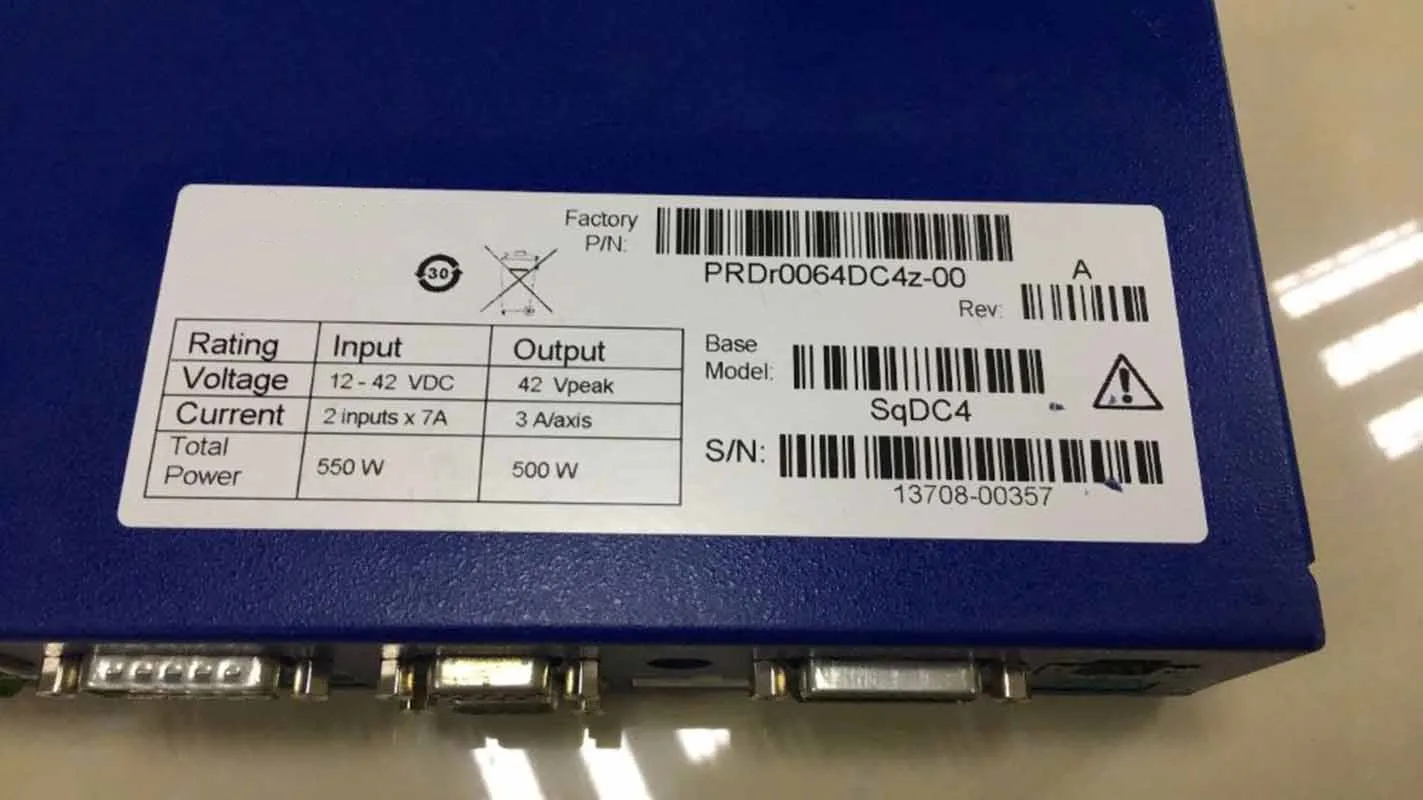 Factory
P/N:
PRDr0064DC4z-00
30
A
Rev:
Rating Input Output
Voltage 12 - 42 VDC 42 Vpeak
Current 2 inputs x 7A 3 A/axis
Total
Power 550 W 500 W
Base
Model:
SqDC4
S/N:
13708-00357